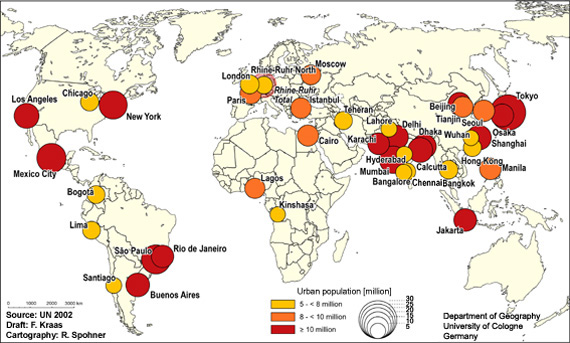 Moscow
Rhine-Ruhr North
London
Rhine-Ruhr
Total
Paris
Istanbul
Chicago
Los Angeles
New York
Teheran
Lahore
Delhi
Karachi
Dhaka
Beijing
Tokyo
Tianjin
Seoul
Wuhan
Osaka
Shanghai
Cairo
Mexico City
Hyderabad
Calcutta
Hong Kong
Mumbai
Manila
Bangalore
Chennai
Bangkok
Lagos
Bogotá
Kinshasa
Lima
Jakarta
São Paulo
Rio de Janeiro
Santiago
Buenos Aires
0 1000 2000 3000 km
Source: UN 2002
Draft: F. Kraas
Cartography: R. Spohner
Urban population [million]
5 - < 8 million
8 - < 10 million
≥ 10 million
30
25
20
15
10
5
Department of Geography
University of Cologne
Germany